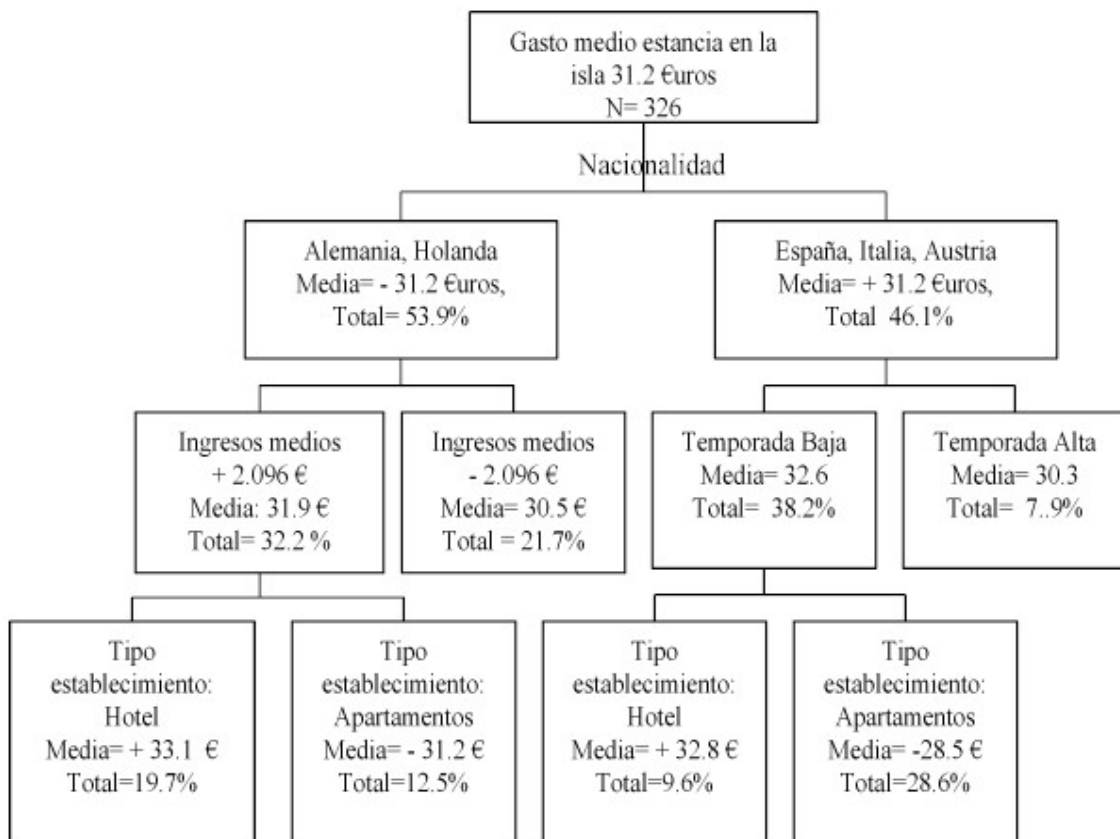 Gasto medio estancia en la
isla 31.2 €uros
N= 326
Nacionalidad
Alemania, Holanda
Media= - 31.2 €uros,
Total= 53.9%
España, Italia, Austria
Media= + 31.2 €uros,
Total 46.1%
Ingresos medios
+ 2.096 €
Media: 31.9 €
Total= 32.2 %
Ingresos medios
- 2.096 €
Media= 30.5 €
Total = 21.7%
Temporada Baja
Media= 32.6
Total= 38.2%
Temporada Alta
Media= 30.3
Total= 7..9%
Tipo
establecimiento:
Hotel
Media= + 33.1 €
Total=19.7%
Tipo
establecimiento:
Apartamentos
Media= - 31.2 €
Total=12.5%
Tipo
establecimiento:
Hotel
Media= + 32.8 €
Total=9.6%
Tipo
establecimiento:
Apartamentos
Media= -28.5 €
Total=28.6%